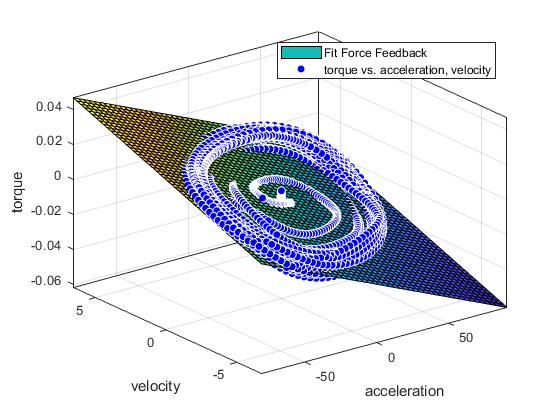 Fit Force Feedback
torque vs. acceleration, velocity
0.04
0.02
0
-0.02
-0.04
-0.06
torque
5
0
-5
velocity
-50
0
50
acceleration